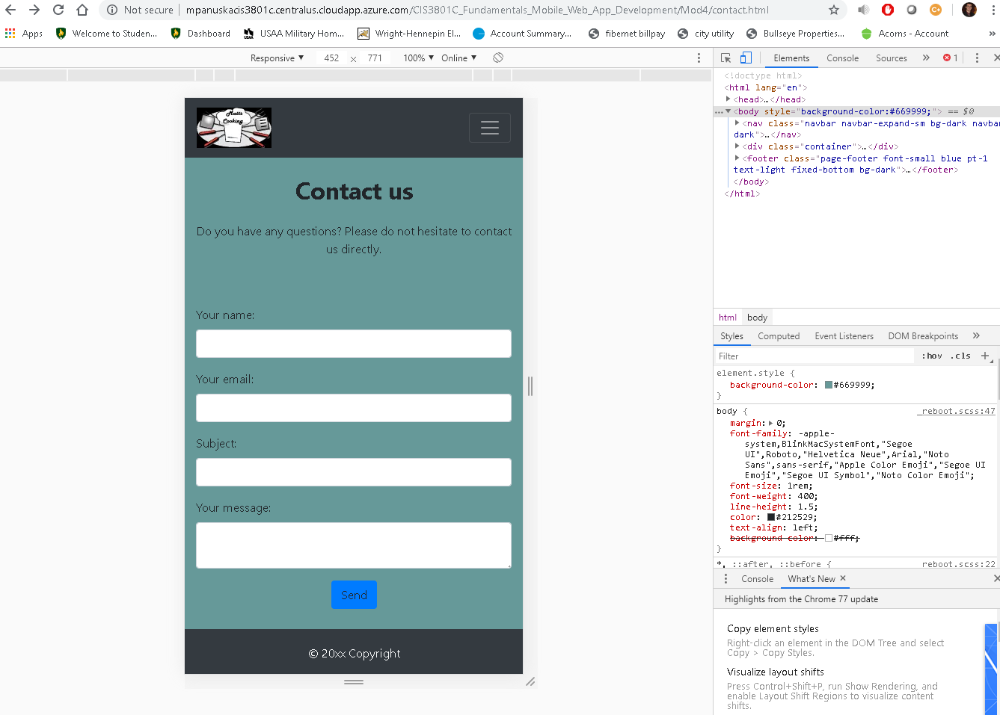 Not secure | mpanuskacis3801c.centralus.cloudapp.azure.com/CIS3801C_Fundamentals_Mobile_Web_App_Development/Mod4/contact.html
Apps Welcome to Studen... Dashboard USAA Military Hom... Wright-Hennepin El... Account Summary... fibernet billpay city utility Bullseye Properties... Acorns - Account »
Responsive ▼ 452 × 771 100% ▼ Online ▼
Elements Console Sources » 1
<!doctype html>
<html lang="en">
<head>…</head>
<body style="background-color:#669999;"> == $0
<nav class="navbar navbar-expand-sm bg-dark navbar-
dark">…</nav>
<div class="container">…</div>
<footer class="page-footer font-small blue pt-1
text-light fixed-bottom bg-dark">…</footer>
</body>
</html>
Mutts
Cooking
Contact us
Do you have any questions? Please do not hesitate to contact
us directly.
Your name:
Your email:
Subject:
Your message:
Send
© 20xx Copyright
html body
Styles Computed Event Listeners DOM Breakpoints »
Filter :hov .cls +
element.style {
background-color: #669999;
}
body { _reboot.scss:47
margin: 0;
font-family: -apple-
system,BlinkMacSystemFont,"Segoe
UI",Roboto,"Helvetica Neue",Arial,"Noto
Sans",sans-serif,"Apple Color Emoji","Segoe UI
Emoji","Segoe UI Symbol","Noto Color Emoji";
font-size: 1rem;
font-weight: 400;
line-height: 1.5;
color: #212529;
text-align: left;
background-color: #fff;
}
*, ::after, ::before { _reboot.scss:22
Console What's New ×
Highlights from the Chrome 77 update
Copy element styles
Right-click an element in the DOM Tree and select
Copy > Copy Styles.
Visualize layout shifts
Press Control+Shift+P, run Show Rendering, and
enable Layout Shift Regions to visualize content
shifts.